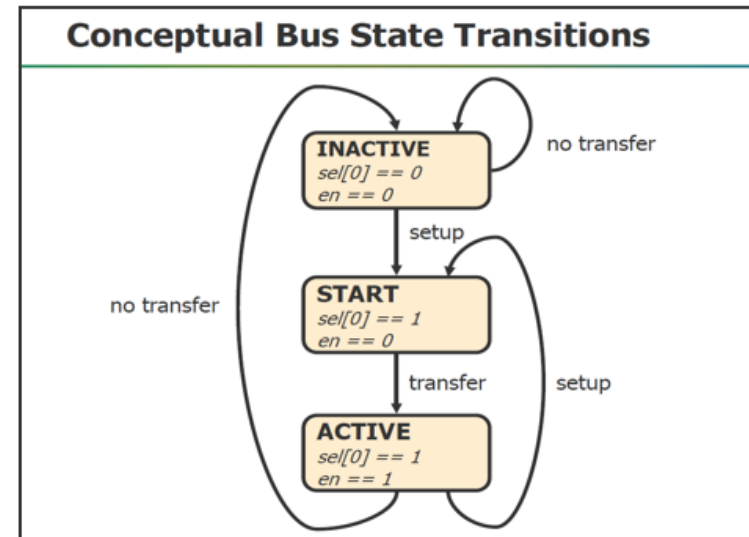 Conceptual Bus State Transitions
no transfer
INACTIVE
sel[0] == 0
en == 0
setup
no transfer
START
sel[0] == 1
en == 0
transfer
setup
ACTIVE
sel[0] == 1
en == 1